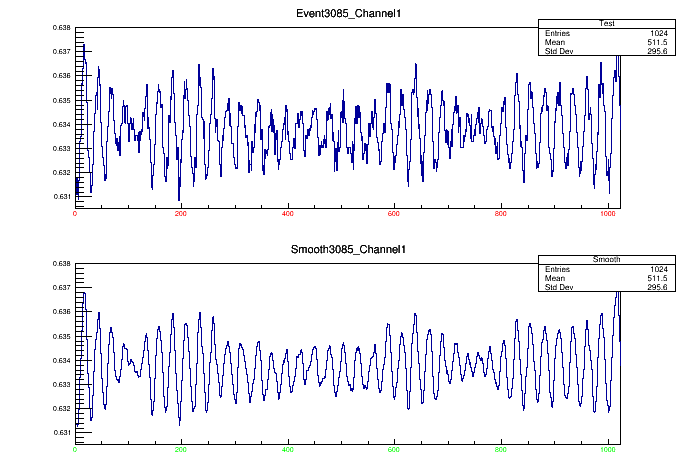 Event3085_Channel1
Test
Entries 1024
Mean 511.5
Std Dev 295.6
0.638
0.637
0.636
0.635
0.634
0.633
0.632
0.631
0 200 400 600 800 1000
Smooth3085_Channel1
Smooth
Entries 1024
Mean 511.5
Std Dev 295.6
0.638
0.637
0.636
0.635
0.634
0.633
0.632
0.631
0 200 400 600 800 1000